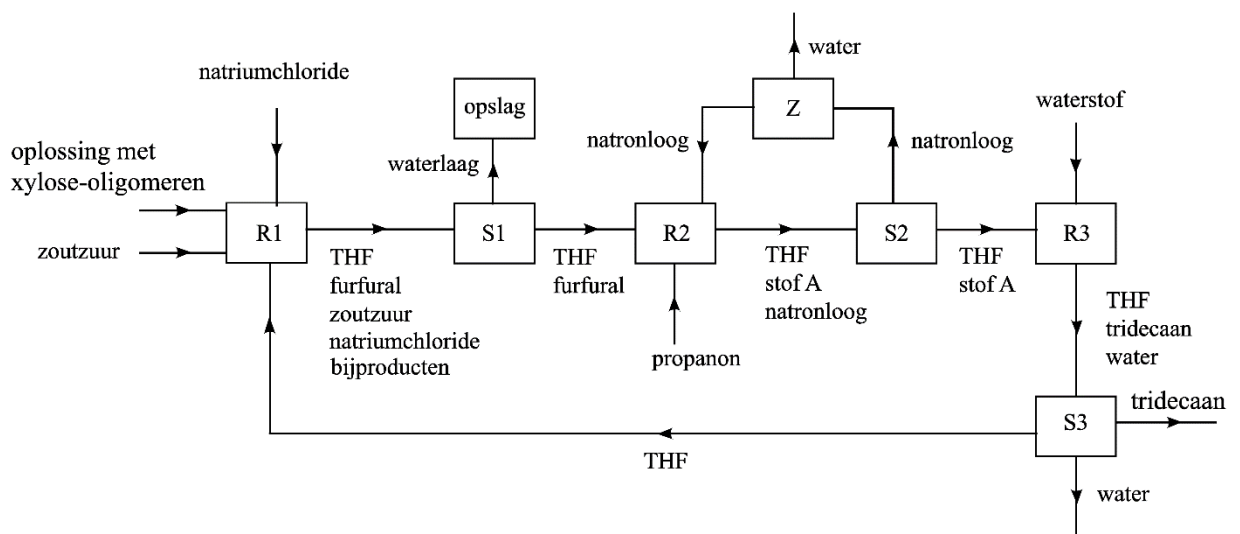 water
natriumchloride
opslag
Z
waterstof
oplossing met
xylose-oligomeren
waterlaag
natronloog
natronloog
zoutzuur
R1
S1
R2
S2
R3
THF
furfural
zoutzuur
natriumchloride
bijproducten
THF
furfural
THF
stof A
natronloog
THF
stof A
propanon
THF
tridecaan
water
S3
tridecaan
THF
water